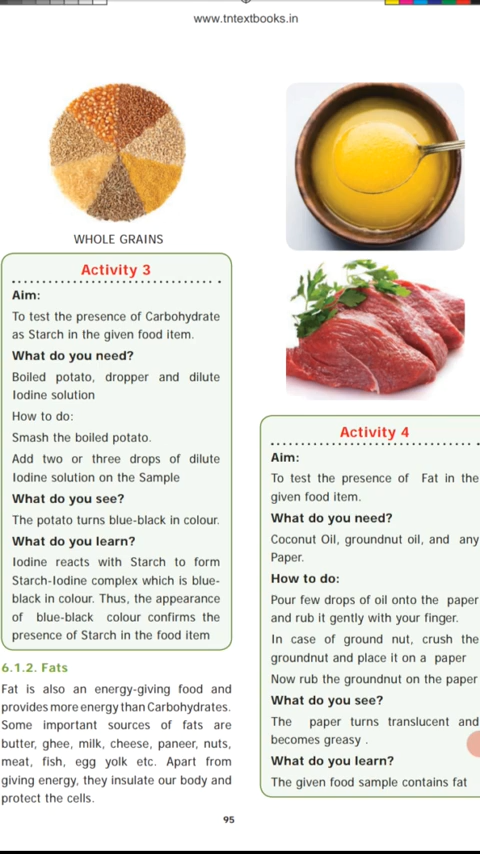 www.tntextbooks.in
WHOLE GRAINS
Activity 3
Aim:
To test the presence of Carbohydrate
as Starch in the given food item.
What do you need?
Boiled potato, dropper and dilute
Iodine solution
How to do:
Smash the boiled potato.
Add two or three drops of dilute
Iodine solution on the Sample
What do you see?
The potato turns blue-black in colour.
What do you learn?
Iodine reacts with Starch to form
Starch-Iodine complex which is blue-
black in colour. Thus, the appearance
of blue-black colour confirms the
presence of Starch in the food item
6.1.2. Fats
Fat is also an energy-giving food and
provides more energy than Carbohydrates.
Some important sources of fats are
butter, ghee, milk, cheese, paneer, nuts,
meat, fish, egg yolk etc. Apart from
giving energy, they insulate our body and
protect the cells.
Activity 4
Aim:
To test the presence of Fat in the
given food item.
What do you need?
Coconut Oil, groundnut oil, and any
Paper.
How to do:
Pour few drops of oil onto the paper
and rub it gently with your finger.
In case of ground nut, crush the
groundnut and place it on a paper
Now rub the groundnut on the paper
What do you see?
The paper turns translucent and
becomes greasy .
What do you learn?
The given food sample contains fat
95